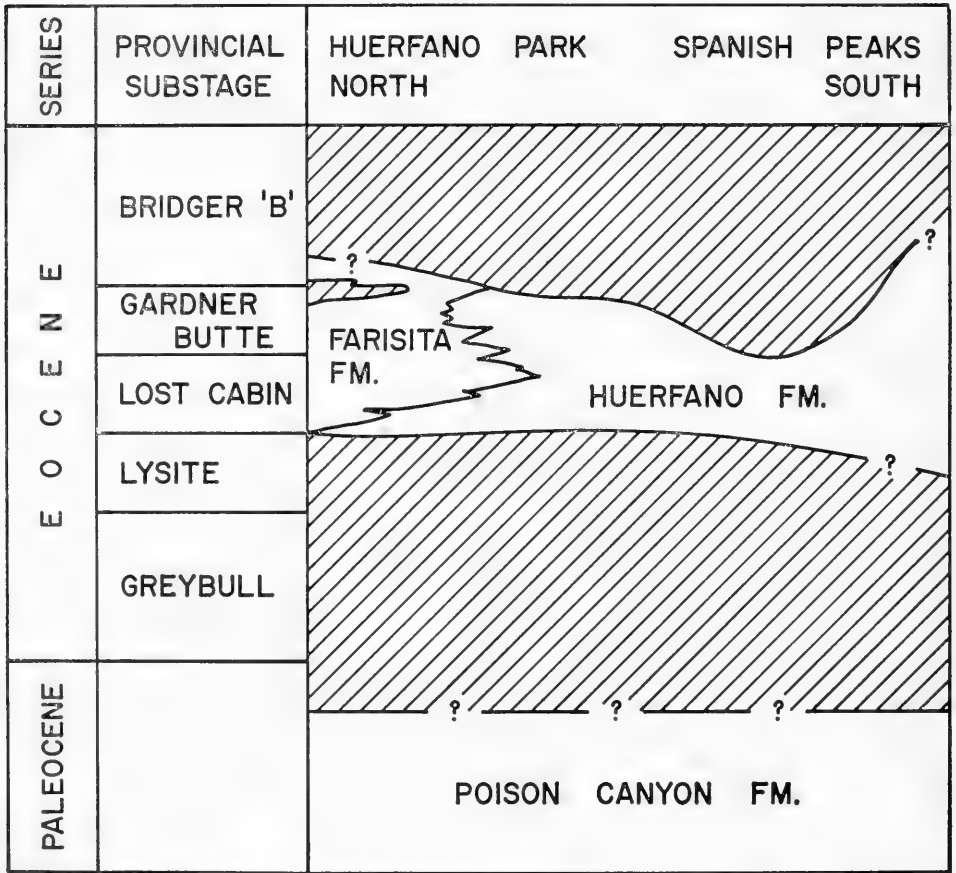 SERIES
PROVINCIAL
SUBSTAGE
HUERFANO PARK SPANISH PEAKS
NORTH SOUTH
EOCENE
BRIDGER 'B'
?
?
GARDNER
BUTTE
FARISITA
FM.
LOST CABIN
HUERFANO FM.
LYSITE
?
GREYBULL
PALEOCENE
? ? ?
POISON CANYON FM.